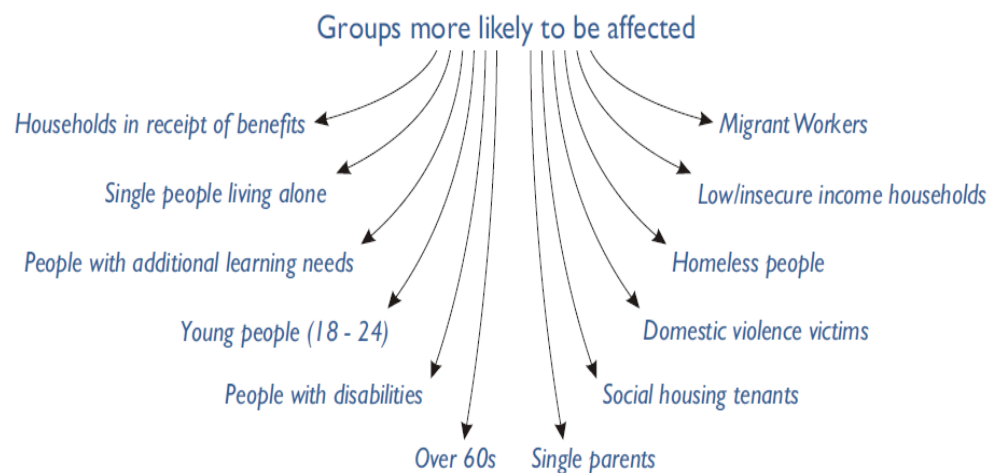 Groups more likely to be affected
Households in receipt of benefits
Migrant Workers
Single people living alone
Low/insecure income households
People with additional learning needs
Homeless people
Young people (18 - 24)
Domestic violence victims
People with disabilities
Social housing tenants
Over 60s
Single parents